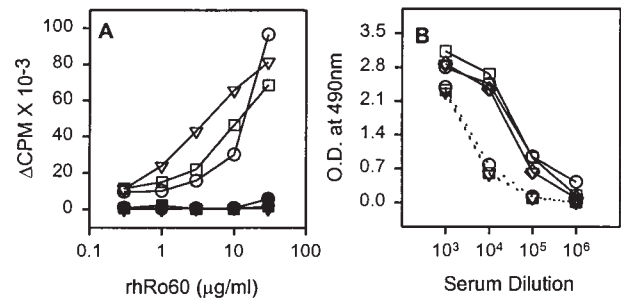 A
100
80
60
40
20
0
ΔCPM X 10-3
0.1 1 10 100
rhRo60 (μg/ml)
B
3.5
2.8
2.1
1.4
0.7
0.0
O.D. at 490nm
10³ 10⁴ 10⁵ 10⁶
Serum Dilution